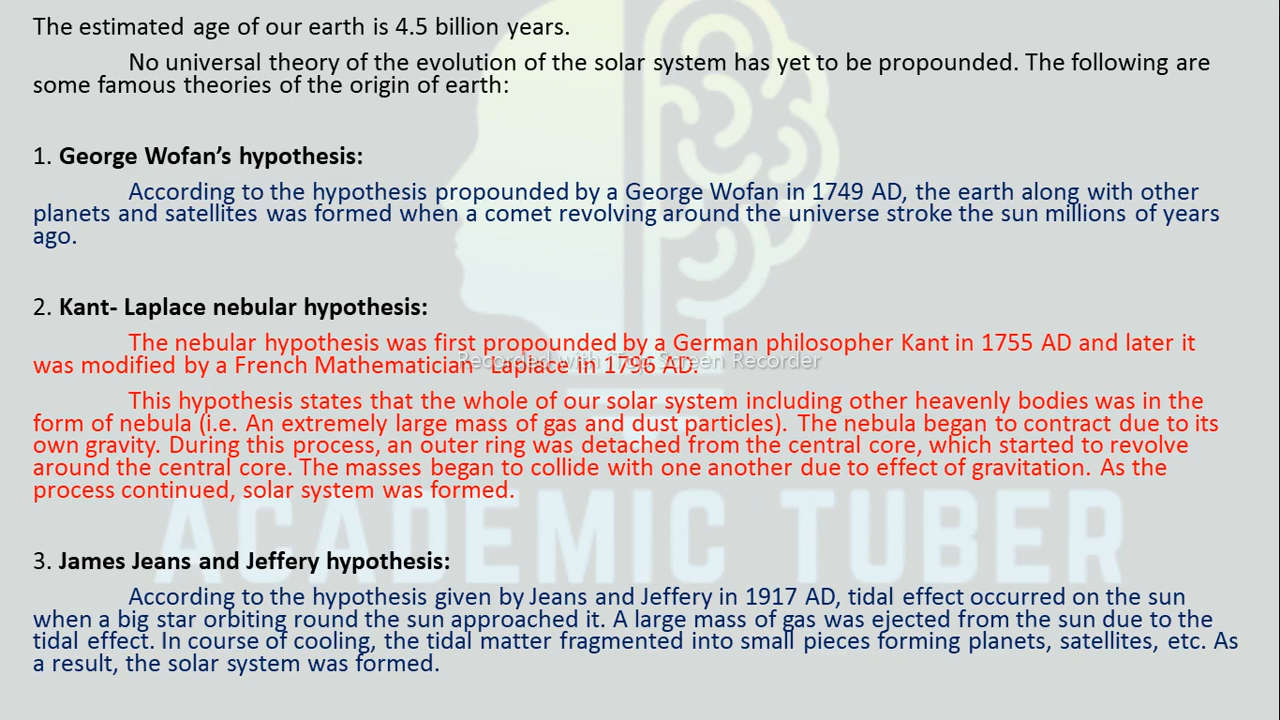 The estimated age of our earth is 4.5 billion years.
No universal theory of the evolution of the solar system has yet to be propounded. The following are
some famous theories of the origin of earth:
1. George Wofan's hypothesis:
According to the hypothesis propounded by a George Wofan in 1749 AD, the earth along with other
planets and satellites was formed when a comet revolving around the universe stroke the sun millions of years
ago.
2. Kant- Laplace nebular hypothesis:
The nebular hypothesis was first propounded by a German philosopher Kant in 1755 AD and later it
was modified by a French Mathematician Laplace in 1796 AD.
Recorded with iTop Screen Recorder
This hypothesis states that the whole of our solar system including other heavenly bodies was in the
form of nebula (i.e. An extremely large mass of gas and dust particles). The nebula began to contract due to its
own gravity. During this process, an outer ring was detached from the central core, which started to revolve
around the central core. The masses began to collide with one another due to effect of gravitation. As the
process continued, solar system was formed.
ACADEMIC TUBER
3. James Jeans and Jeffery hypothesis:
According to the hypothesis given by Jeans and Jeffery in 1917 AD, tidal effect occurred on the sun
when a big star orbiting round the sun approached it. A large mass of gas was ejected from the sun due to the
tidal effect. In course of cooling, the tidal matter fragmented into small pieces forming planets, satellites, etc. As
a result, the solar system was formed.